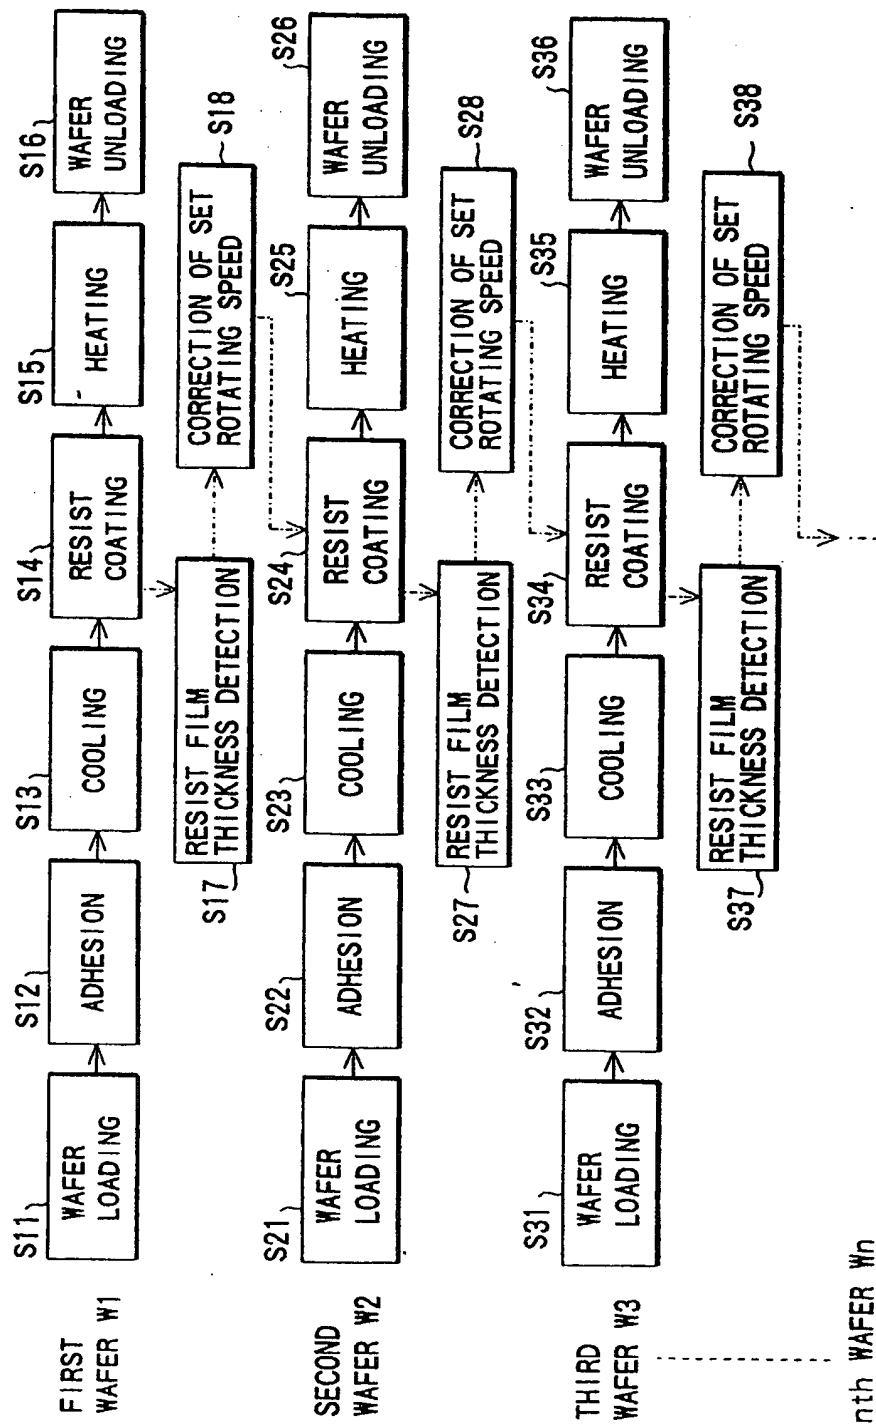 FIRST
WAFER W1
S11
WAFER
LOADING
S12
ADHESION
S13
COOLING
S14
RESIST
COATING
S15
HEATING
S16
WAFER
UNLOADING
S17
RESIST FILM
THICKNESS DETECTION
S18
CORRECTION OF SET
ROTATING SPEED
SECOND
WAFER W2
S21
WAFER
LOADING
S22
ADHESION
S23
COOLING
S24
RESIST
COATING
S25
HEATING
S26
WAFER
UNLOADING
S27
RESIST FILM
THICKNESS DETECTION
S28
CORRECTION OF SET
ROTATING SPEED
THIRD
WAFER W3
S31
WAFER
LOADING
S32
ADHESION
S33
COOLING
S34
RESIST
COATING
S35
HEATING
S36
WAFER
UNLOADING
S37
RESIST FILM
THICKNESS DETECTION
S38
CORRECTION OF SET
ROTATING SPEED
nth WAFER Wn